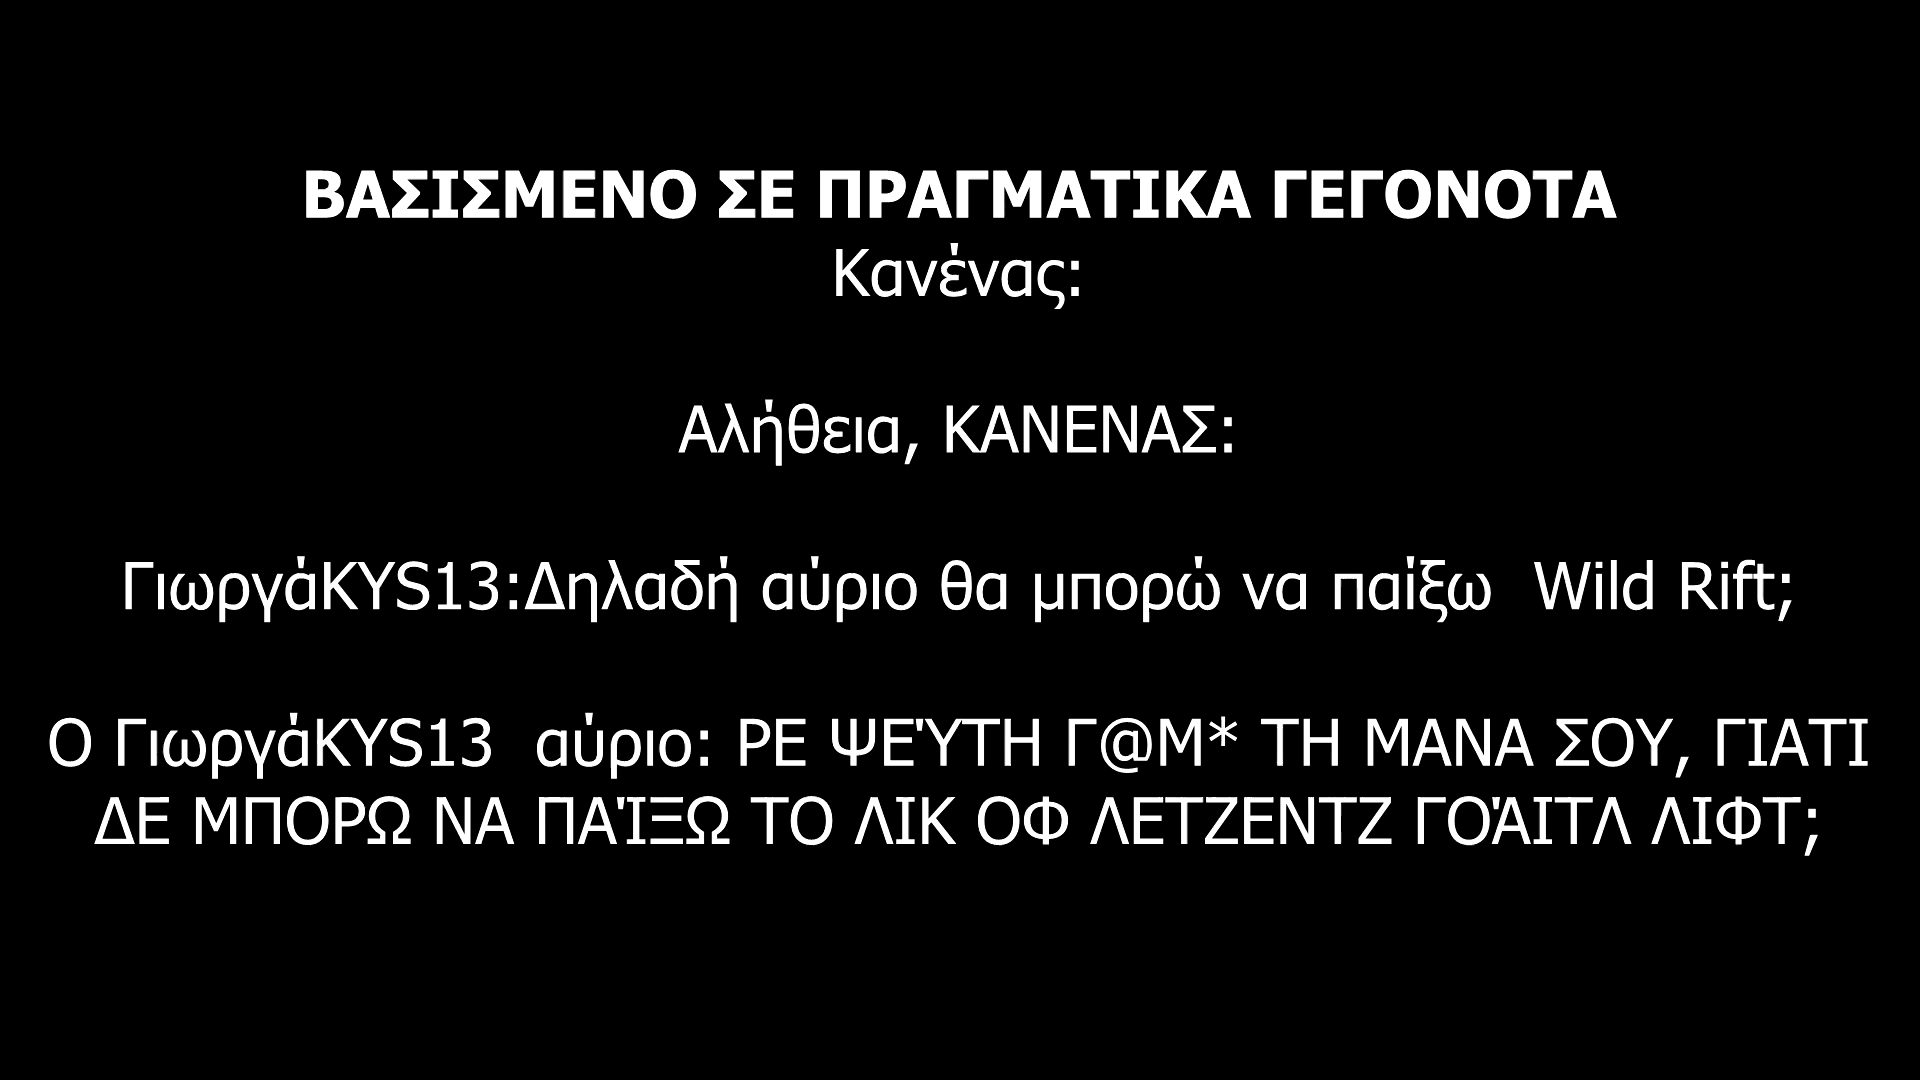 ΒΑΣΙΣΜΕΝΟ ΣΕ ΠΡΑΓΜΑΤΙΚΑ ΓΕΓΟΝΟΤΑ
Κανένας:
Αλήθεια, ΚΑΝΕΝΑΣ:
ΓιωργάKYS13:Δηλαδή αύριο θα μπορώ να παίξω  Wild Rift;
Ο ΓιωργάKYS13  αύριο: ΡΕ ΨΕΎΤΗ Γ@Μ* ΤΗ ΜΑΝΑ ΣΟΥ, ΓΙΑΤΙ
ΔΕ ΜΠΟΡΩ ΝΑ ΠΑΊΞΩ ΤΟ ΛΙΚ ΟΦ ΛΕΤΖΕΝΤΖ ΓΟΆΙΤΛ ΛΙΦΤ;